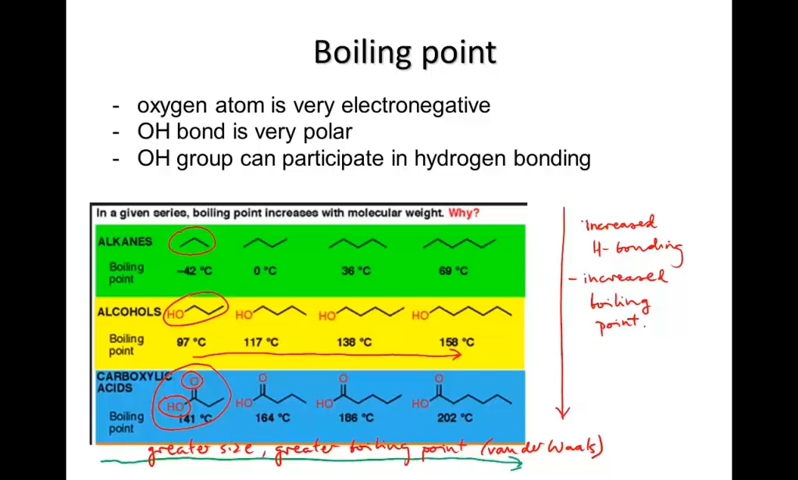 Boiling point
- oxygen atom is very electronegative
- OH bond is very polar
- OH group can participate in hydrogen bonding
In a given series, boiling point increases with molecular weight. Why?
ALKANES
Boiling point -42 °C 0 °C 36 °C 69 °C
ALCOHOLS HO HO HO HO
Boiling point 97 °C 117 °C 138 °C 158 °C
CARBOXYLIC ACIDS O O O O
HO HO HO HO
Boiling point 141 °C 164 °C 186 °C 202 °C
greater size, greater boiling point (van der Waals)
· Increased
H-bonding
- increased
boiling
point.